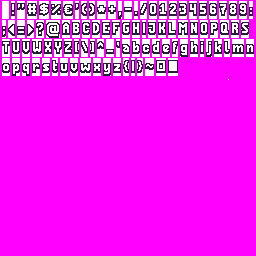 !"#$%&'()*+,-./0123456789:
;<=>?@ABCDEFGHIJKLMNOPQRS
TUVWXYZ[\]^_`abcdefghijklmn
opqrstuvwxyz{|}~